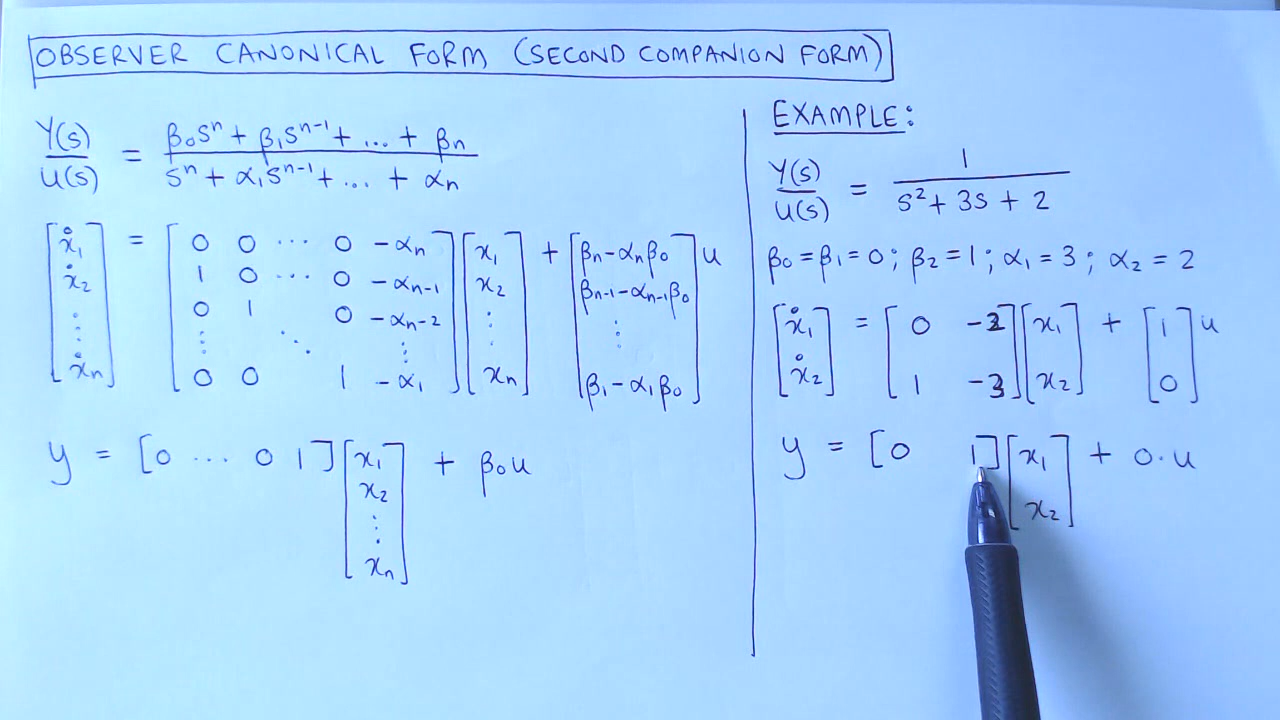 OBSERVER CANONICAL FORM (SECOND COMPANION FORM)
Y(s)/U(s) = (β₀sⁿ + β₁sⁿ⁻¹ + ... + βₙ)/(sⁿ + α₁sⁿ⁻¹ + ... + αₙ)
[ẋ₁ ẋ₂ ⋮ ẋₙ] = [0 0 ⋯ 0 -αₙ; 1 0 ⋯ 0 -αₙ₋₁; 0 1 0 -αₙ₋₂; ⋮ ⋱ ⋮; 0 0 1 -α₁] [x₁ x₂ ⋮ xₙ] + [βₙ-αₙβ₀; βₙ₋₁-αₙ₋₁β₀; ⋮; β₁-α₁β₀] u
y = [0 ... 0 1] [x₁ x₂ ⋮ xₙ] + β₀u
EXAMPLE:
Y(s)/U(s) = 1/(s² + 3s + 2)
β₀ = β₁ = 0 ; β₂ = 1 ; α₁ = 3 ; α₂ = 2
[ẋ₁ ẋ₂] = [0 -2; 1 -3] [x₁ x₂] + [1; 0] u
y = [0 1] [x₁ x₂] + 0.u